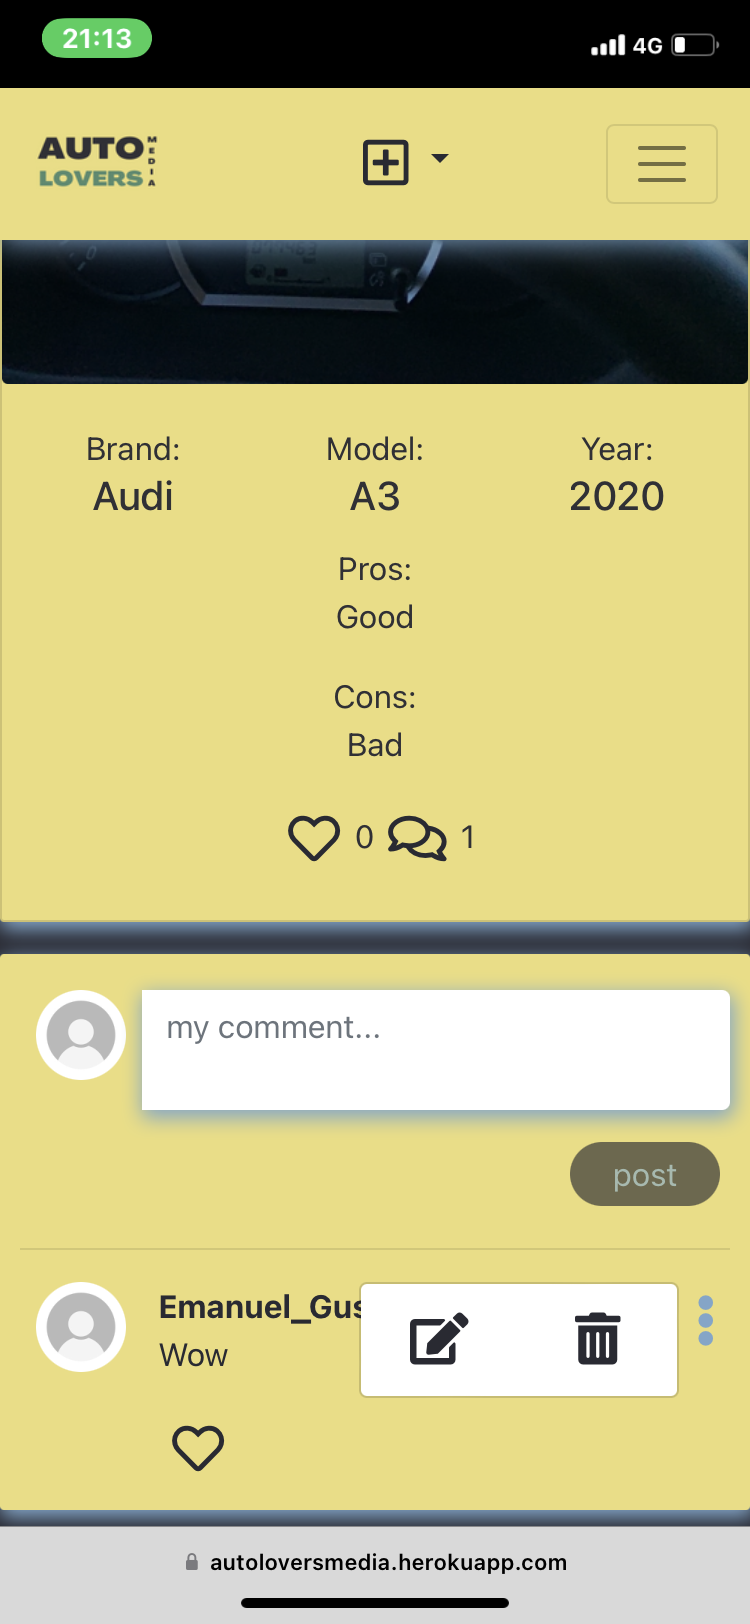 21:13
4G
AUTO
LOVERS
MEDIA
Brand:
Audi
Model:
A3
Year:
2020
Pros:
Good
Cons:
Bad
0
1
my comment...
post
Emanuel_Gus
Wow
autoloversmedia.herokuapp.com